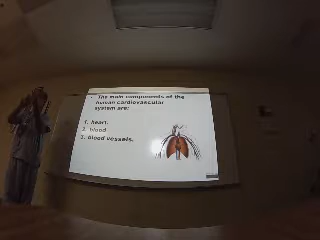 • The main components of the
human cardiovascular
system are:
1. heart.
2. blood
3. blood vessels.